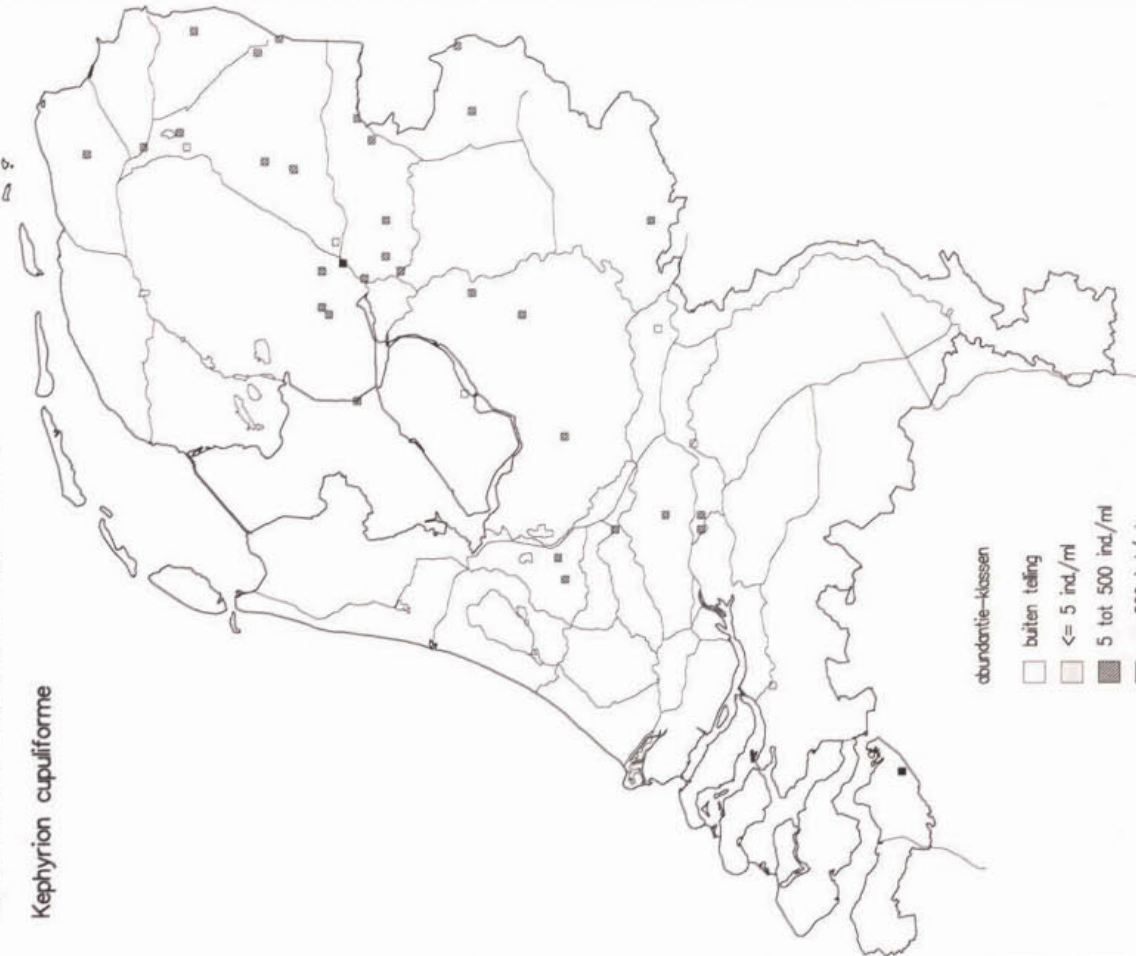 Kephyrion cupuliforme
abundantie-klassen
buiten telling
<= 5 ind./ml
5 tot 500 ind./ml